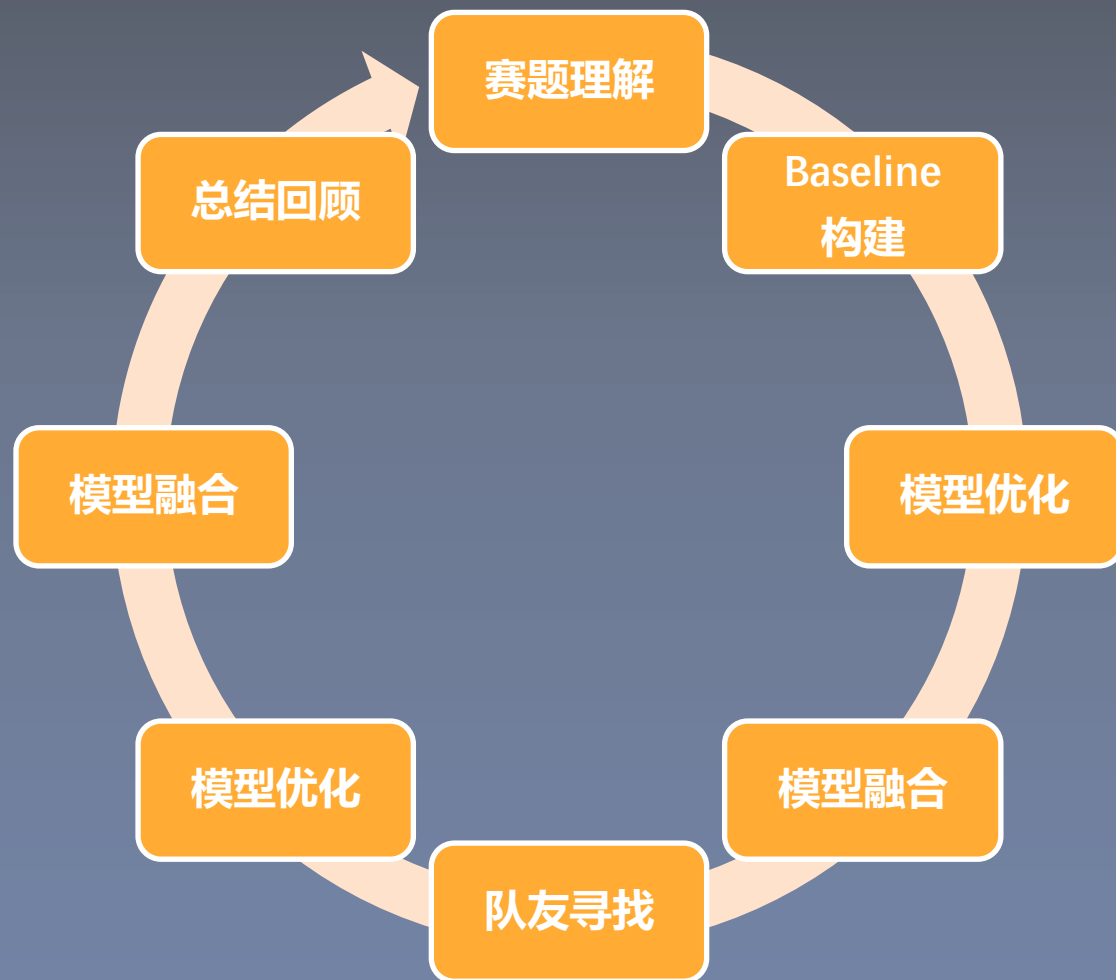 赛题理解
Baseline
构建
模型优化
模型融合
队友寻找
模型优化
模型融合
总结回顾